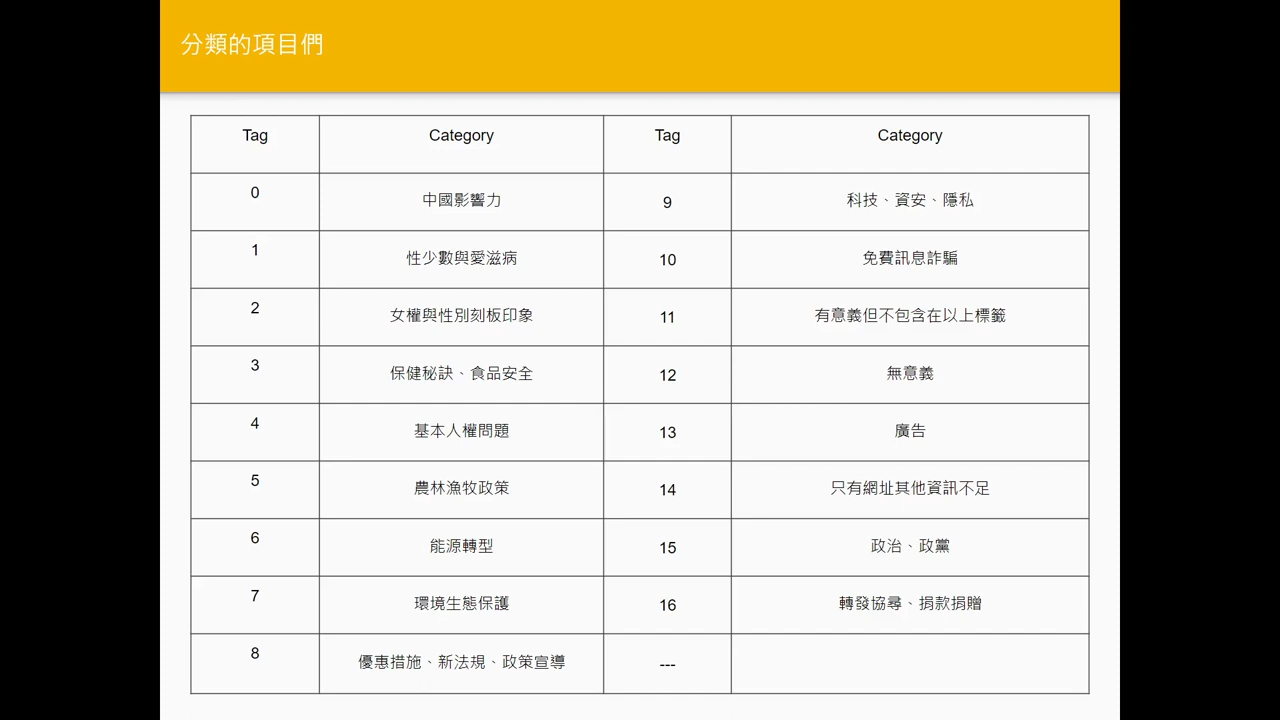 分類的項目們
Tag Category Tag Category
0 中國影響力 9 科技、資安、隱私
1 性少數與愛滋病 10 免費訊息詐騙
2 女權與性別刻板印象 11 有意義但不包含在以上標籤
3 保健秘訣、食品安全 12 無意義
4 基本人權問題 13 廣告
5 農林漁牧政策 14 只有網址其他資訊不足
6 能源轉型 15 政治、政黨
7 環境生態保護 16 轉發協尋、捐款捐贈
8 優惠措施、新法規、政策宣導 ---